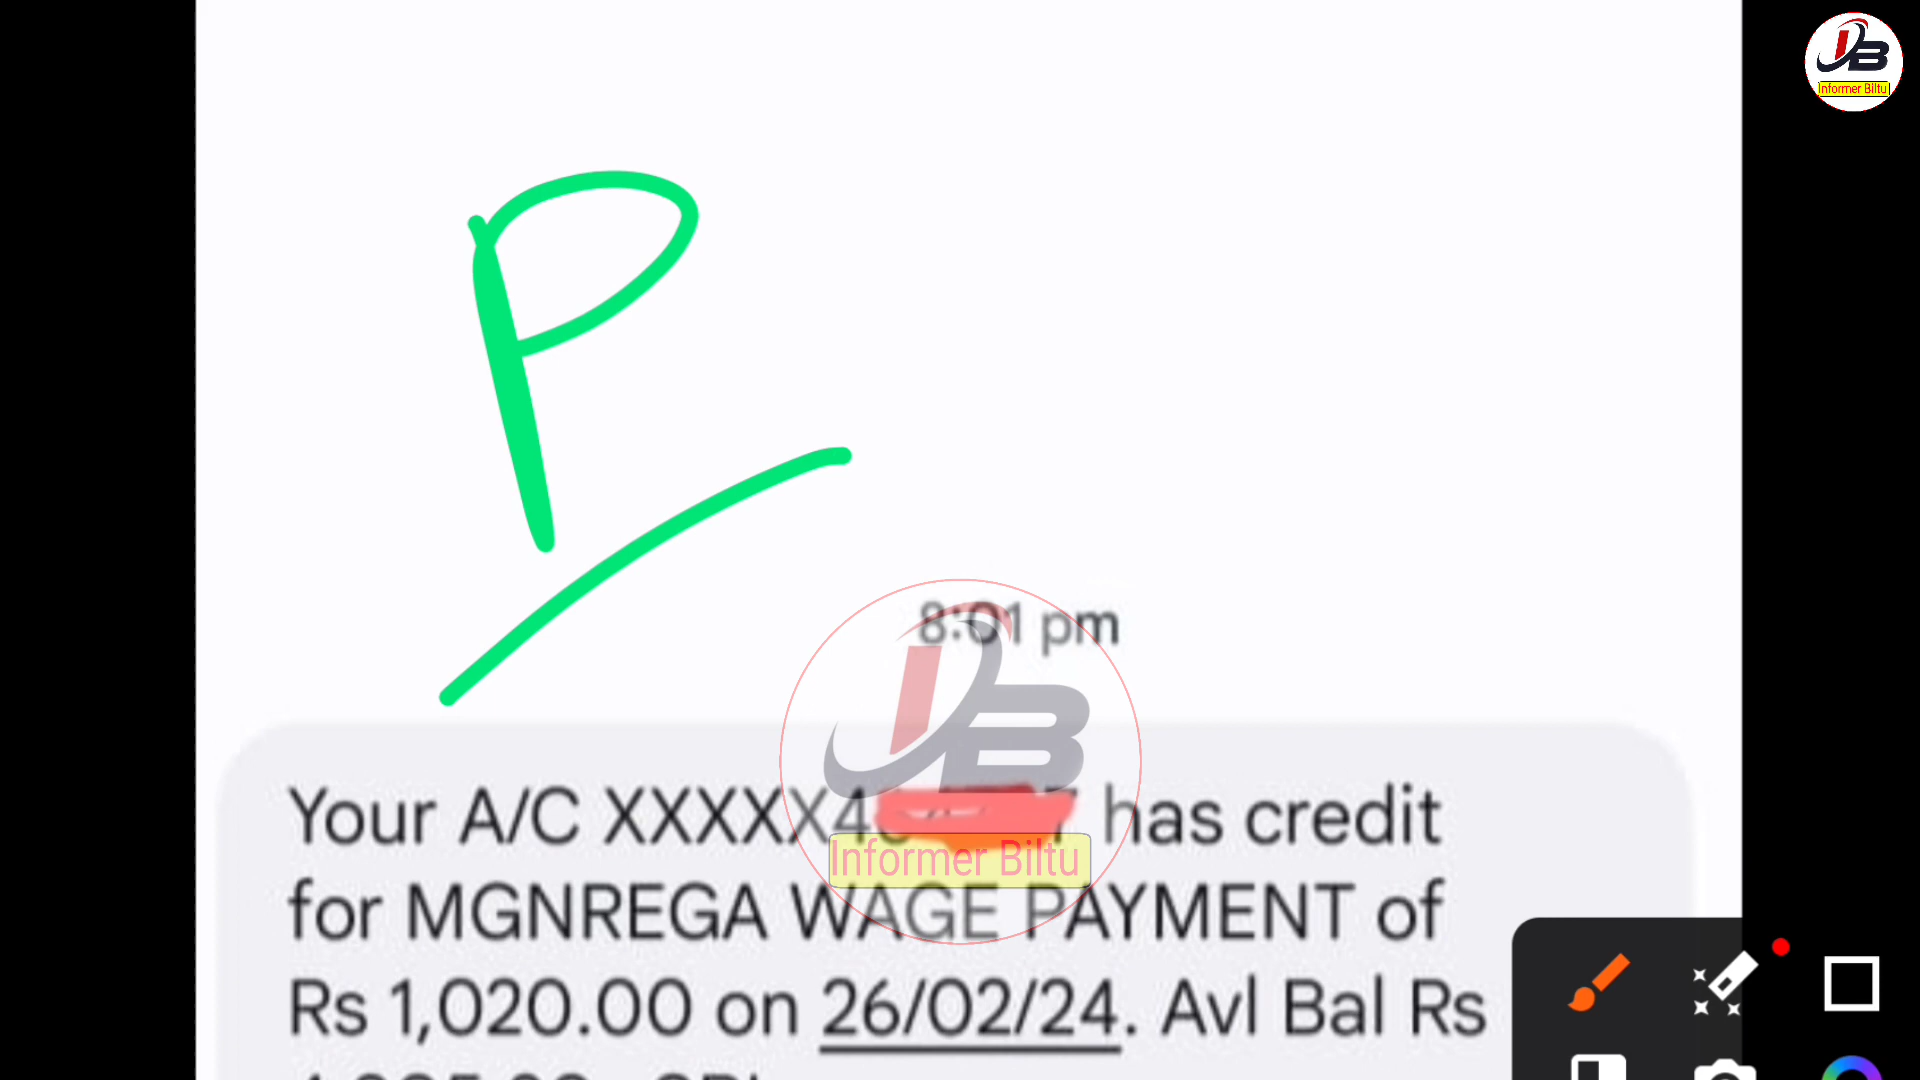 Informer Biltu
P
8:01 pm
Your A/C XXXXX4 has credit
Informer Biltu
for MGNREGA WAGE PAYMENT of
Rs 1,020.00 on 26/02/24. Avl Bal Rs